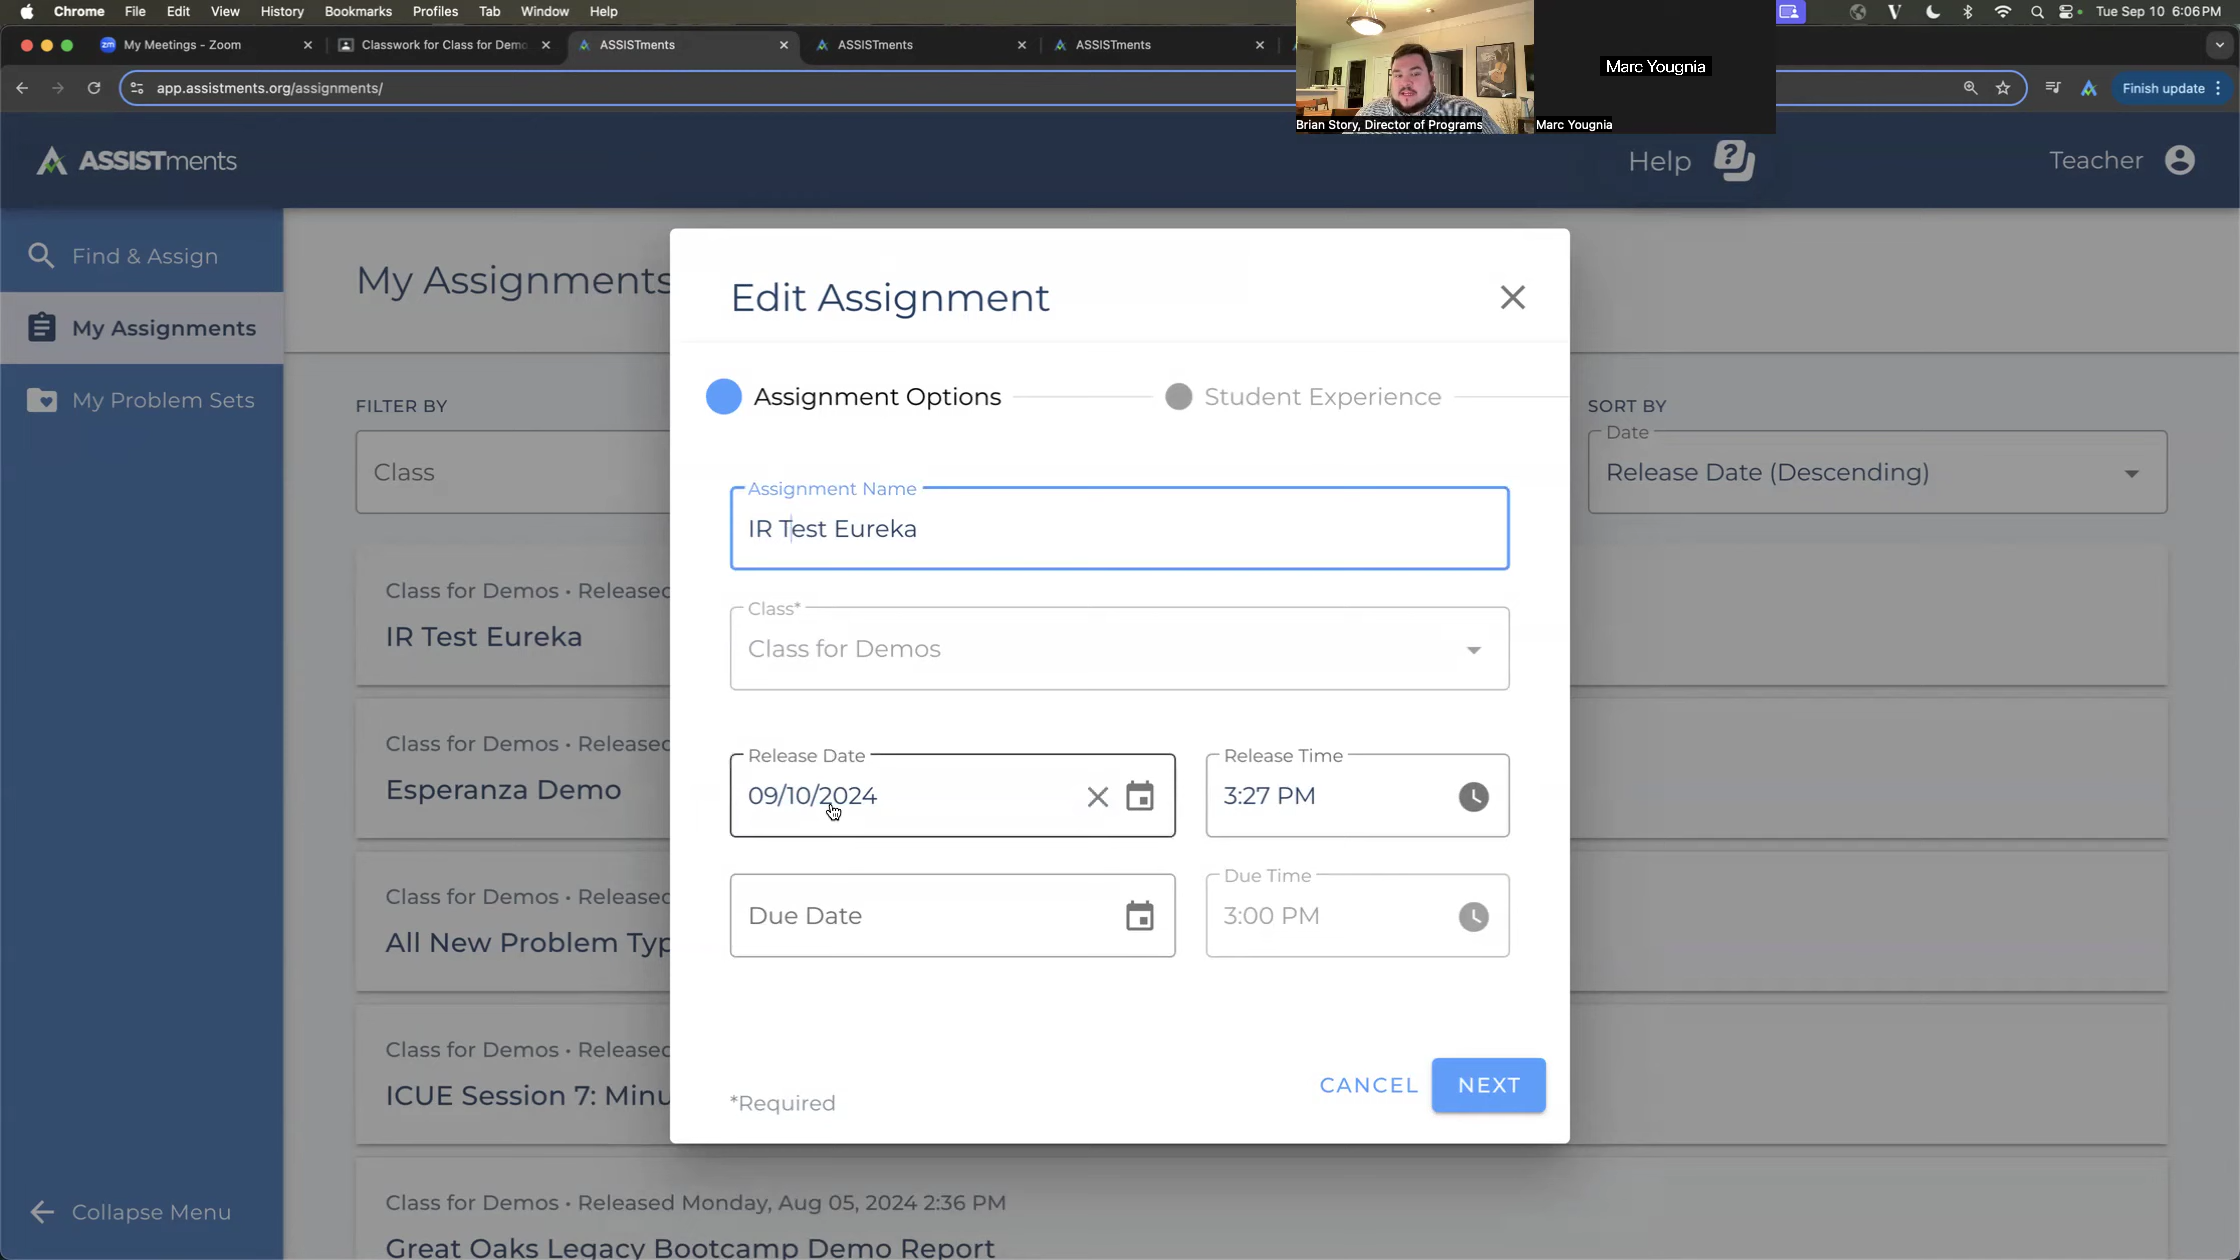 Chrome File Edit View History Bookmarks Profiles Tab Window Help
Tue Sep 10 6:06PM
My Meetings - Zoom
Classwork for Class for Demo
ASSISTments
ASSISTments
ASSISTments
app.assistments.org/assignments/
Finish update
Marc Yougnia
Brian Story, Director of Programs
Marc Yougnia
ASSISTments
Help
Teacher
Find & Assign
My Assignments
My Problem Sets
Collapse Menu
My Assignments
FILTER BY
Class
SORT BY
Date
Release Date (Descending)
Class for Demos • Released
IR Test Eureka
Class for Demos • Released
Esperanza Demo
Class for Demos • Released
All New Problem Typ
Class for Demos • Released
ICUE Session 7: Minu
Class for Demos • Released Monday, Aug 05, 2024 2:36 PM
Great Oaks Legacy Bootcamp Demo Report
Edit Assignment
Assignment Options
Student Experience
Assignment Name
IR Test Eureka
Class*
Class for Demos
Release Date
09/10/2024
Release Time
3:27 PM
Due Date
Due Time
3:00 PM
*Required
CANCEL
NEXT